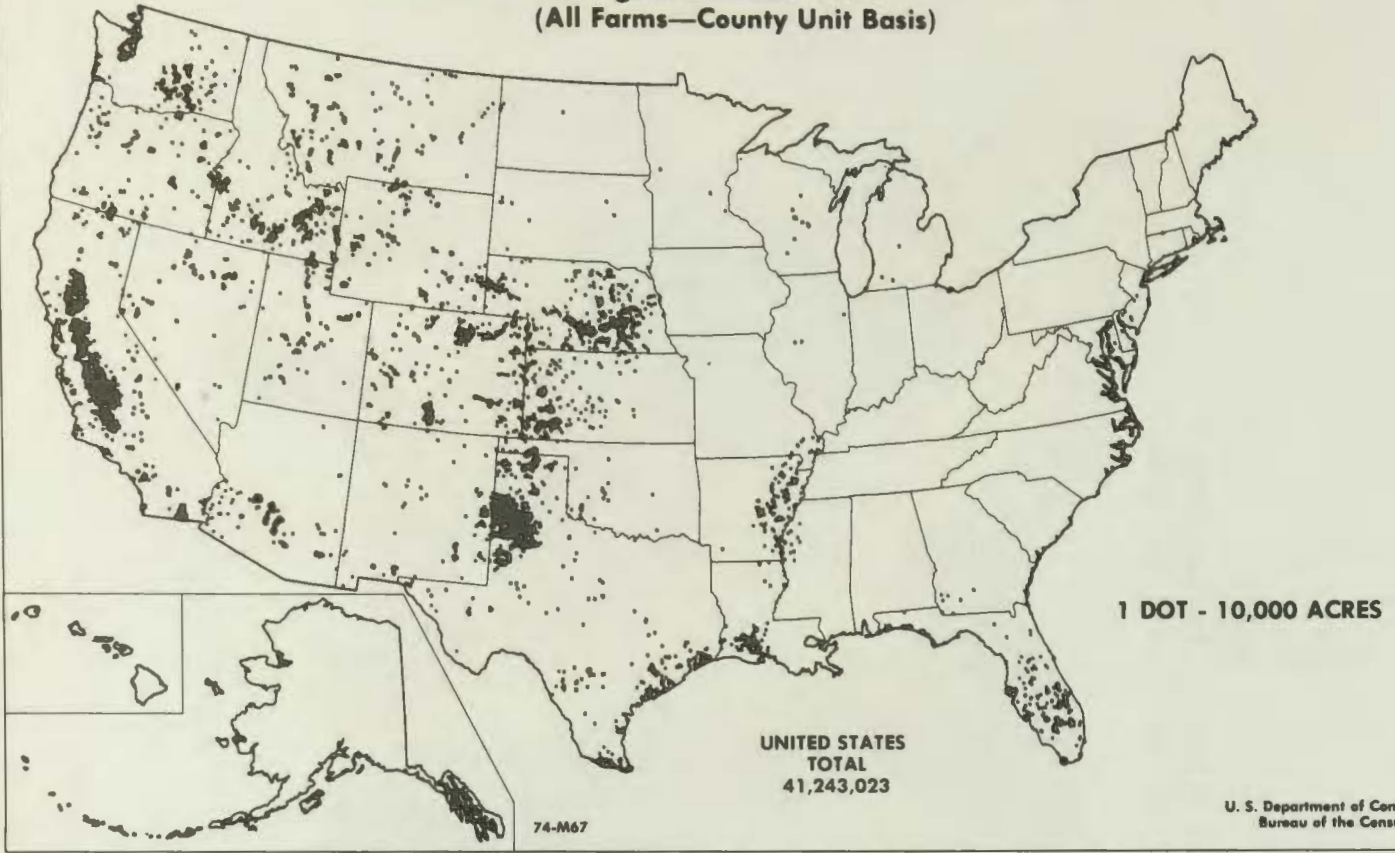 (All Farms—County Unit Basis)
1 DOT - 10,000 ACRES
UNITED STATES
TOTAL
41,243,023
74-M67
U. S. Department of Com
Bureau of the Cens